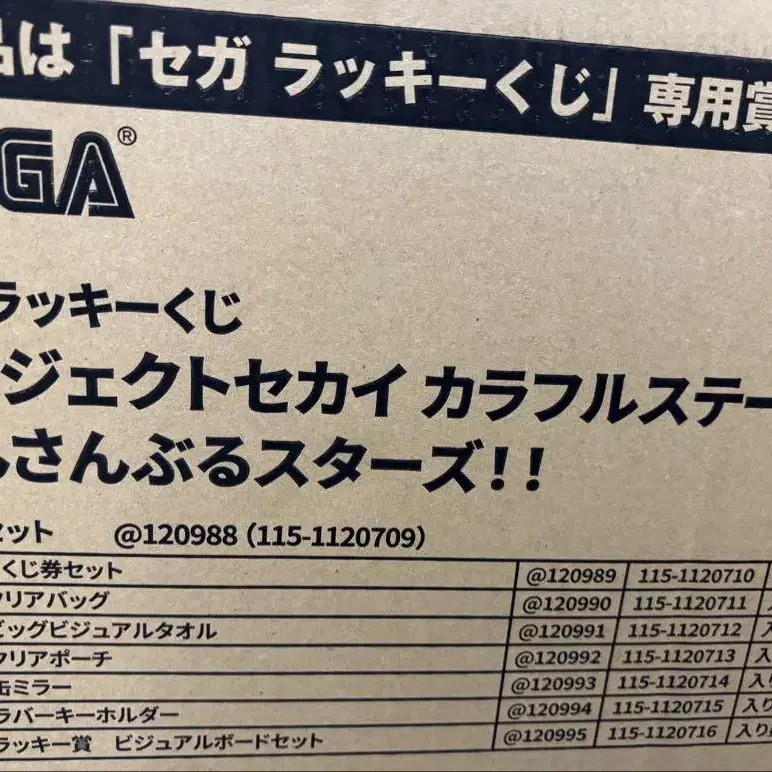 品は「セガ ラッキーくじ」専用賞
GA®
ラッキーくじ
ジェクトセカイ カラフルステー
んさんぶるスターズ!!
セット @120988 (115-1120709)
くじ券セット @120989 115-1120710
クリアバッグ @120990 115-1120711 入
ビッグビジュアルタオル @120991 115-1120712 入
クリアポーチ @120992 115-1120713 入
缶ミラー @120993 115-1120714 入り
ラバーキーホルダー @120994 115-1120715 入り
ラッキー賞 ビジュアルボードセット @120995 115-1120716 入り